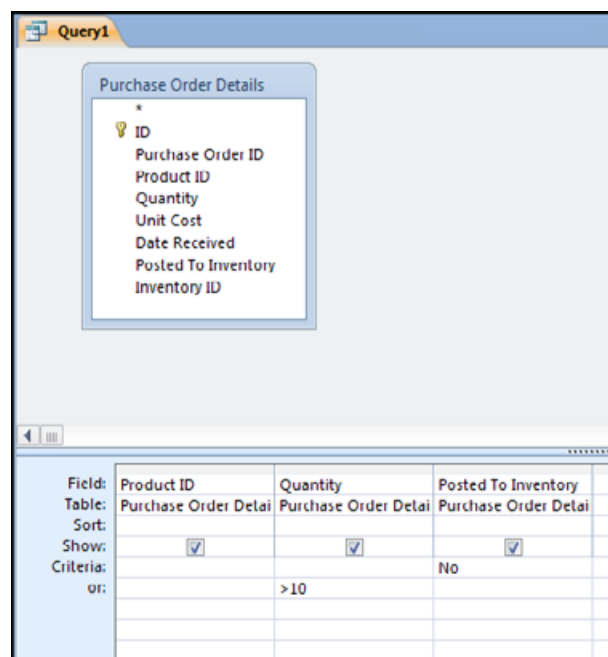 Query1
Purchase Order Details
*
ID
Purchase Order ID
Product ID
Quantity
Unit Cost
Date Received
Posted To Inventory
Inventory ID
Field: Product ID Quantity Posted To Inventory
Table: Purchase Order Detai Purchase Order Detai Purchase Order Detai
Sort:
Show:
Criteria: No
or: >10